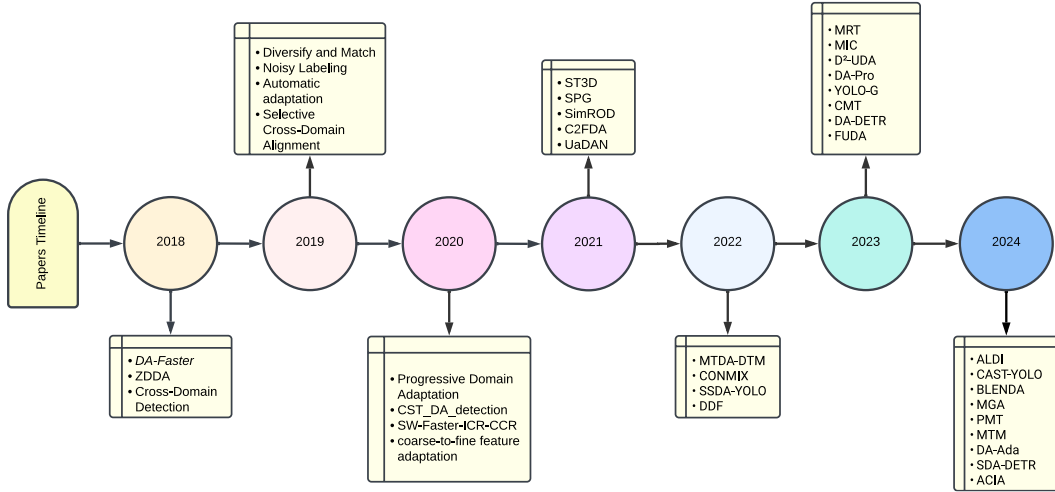 Papers Timeline
2018
• DA-Faster
• ZDDA
• Cross-Domain
Detection
2019
• Diversify and Match
• Noisy Labeling
• Automatic
adaptation
• Selective
Cross-Domain
Alignment
2020
• Progressive Domain
Adaptation
• CST_DA_detection
• SW-Faster-ICR-CCR
• coarse-to-fine feature
adaptation
2021
• ST3D
• SPG
• SimROD
• C2FDA
• UaDAN
2022
• MTDA-DTM
• CONMIX
• SSDA-YOLO
• DDF
2023
• MRT
• MIC
• D²-UDA
• DA-Pro
• YOLO-G
• CMT
• DA-DETR
• FUDA
2024
• ALDI
• CAST-YOLO
• BLENDA
• MGA
• PMT
• MTM
• DA-Ada
• SDA-DETR
• ACIA